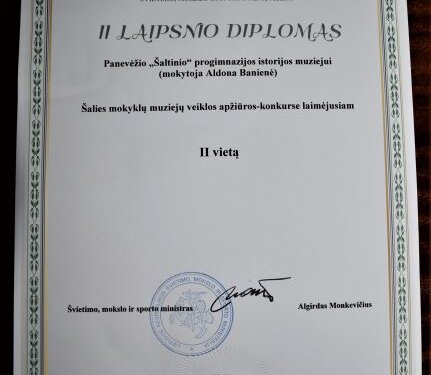 II LAIPSNIO DIPLOMAS
Panevėžio „Šaltinio“ progimnazijos istorijos muziejui
(mokytoja Aldona Banienė)
Šalies mokyklų muziejų veiklos apžiūros-konkurse laimėjusiam
II vietą
Švietimo, mokslo ir sporto ministras
Algirdas Monkevičius